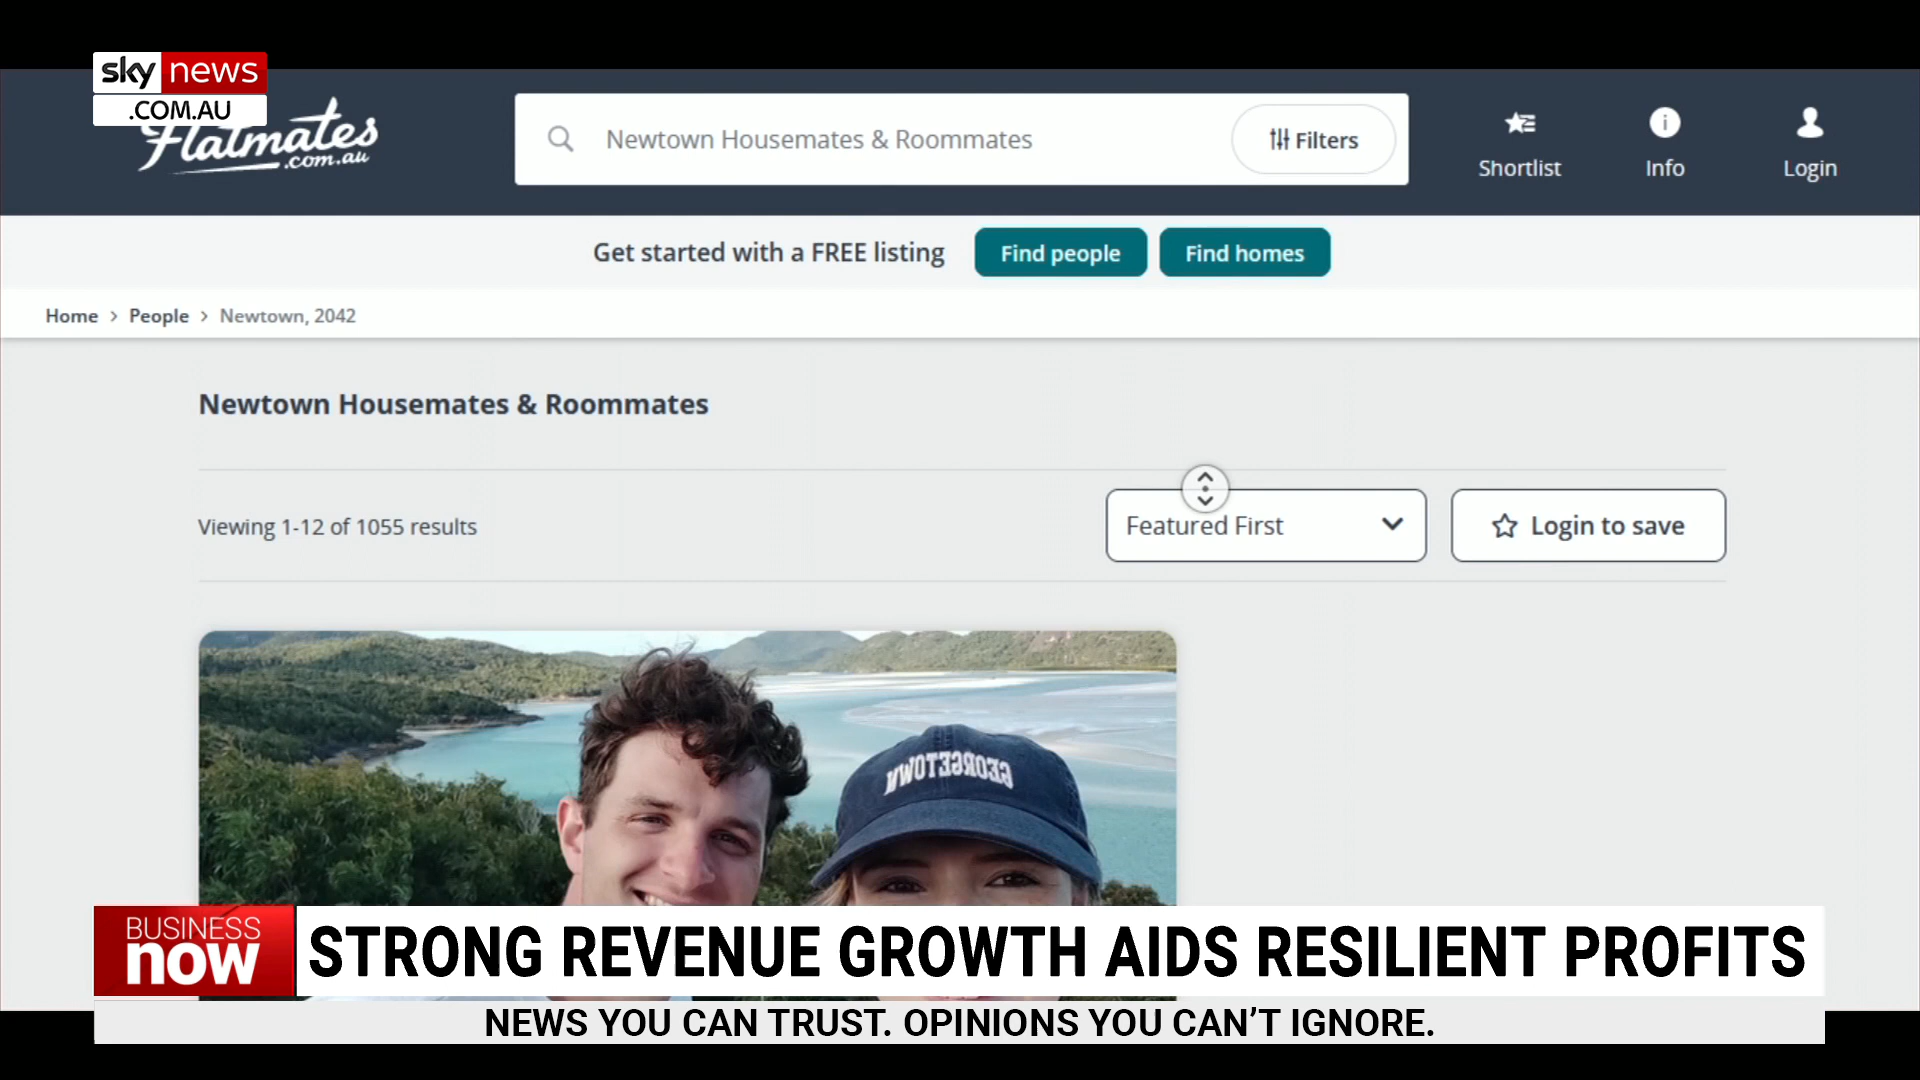 sky news
.COM.AU
Flatmates
.com.au
Newtown Housemates & Roommates
Filters
Shortlist
Info
Login
Get started with a FREE listing
Find people
Find homes
Home > People > Newtown, 2042
Newtown Housemates & Roommates
Viewing 1-12 of 1055 results
Featured First
Login to save
GEORGETOWN
BUSINESS
now
STRONG REVENUE GROWTH AIDS RESILIENT PROFITS
NEWS YOU CAN TRUST. OPINIONS YOU CAN'T IGNORE.